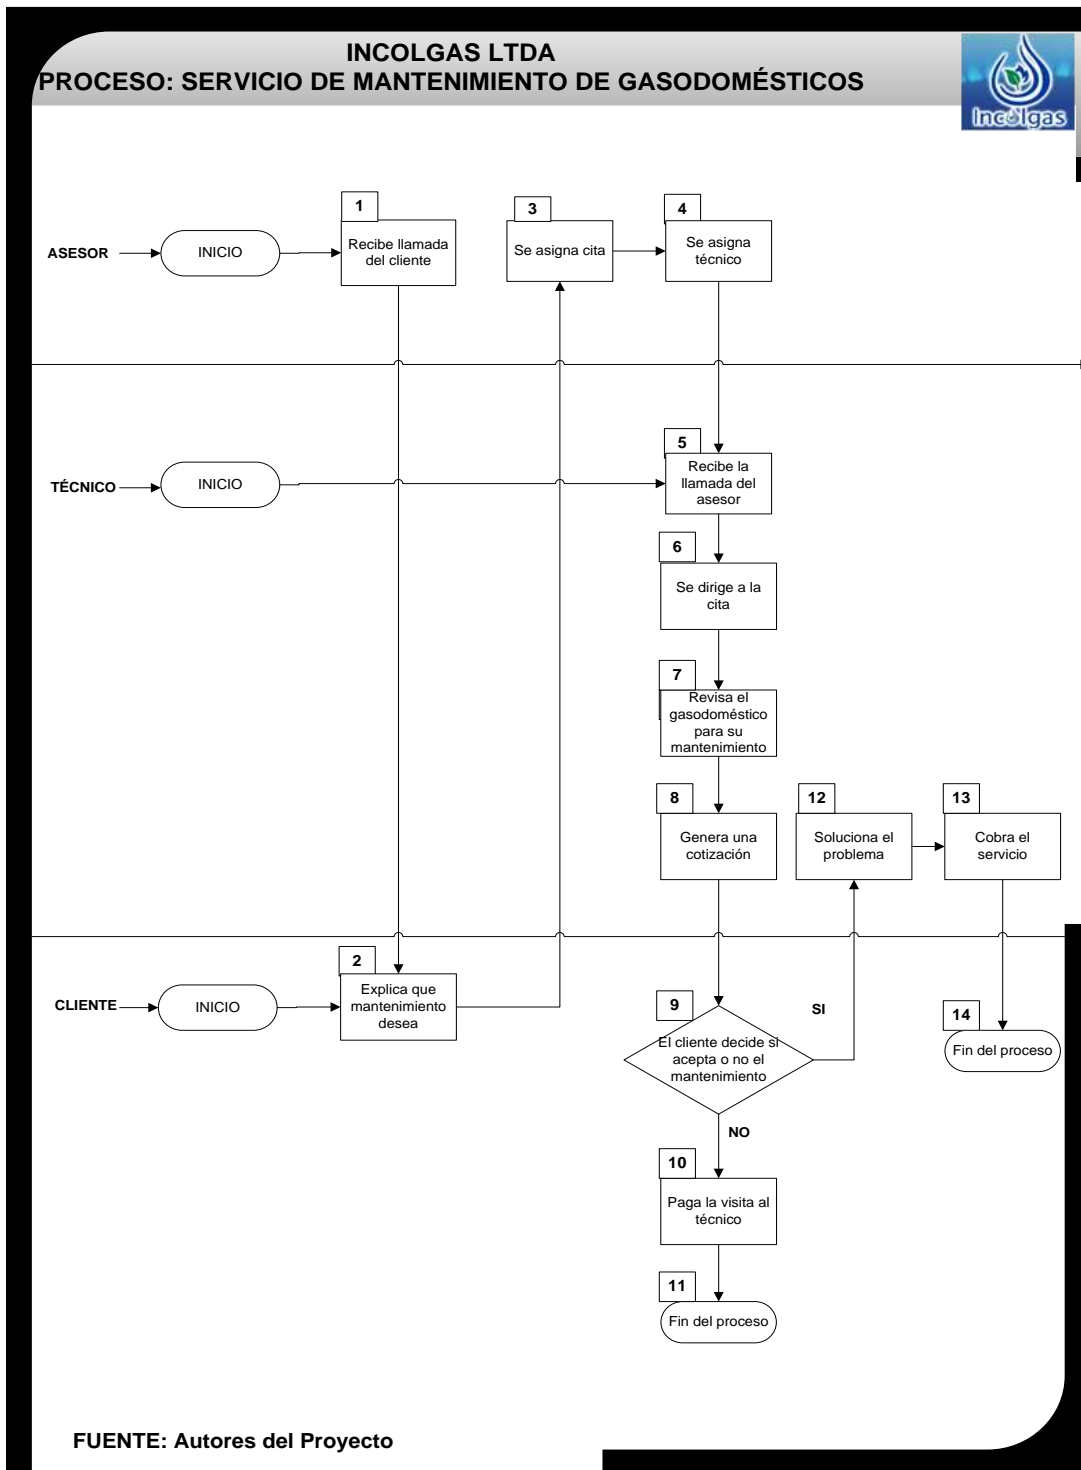 INCOLGAS LTDA
PROCESO: SERVICIO DE MANTENIMIENTO DE GASODOMÉSTICOS
Incolgas
1
3
4
ASESOR
INICIO
Recibe llamada
del cliente
Se asigna cita
Se asigna
técnico
5
TÉCNICO
INICIO
Recibe la
llamada del
asesor
6
Se dirige a la
cita
7
Revisa el
gasodoméstico
para su
mantenimiento
8
12
13
Genera una
cotización
Soluciona el
problema
Cobra el
servicio
2
CLIENTE
INICIO
Explica que
mantenimiento
desea
9
SI
14
El cliente decide si
acepta o no el
mantenimiento
Fin del proceso
NO
10
Paga la visita al
técnico
11
Fin del proceso
FUENTE: Autores del Proyecto